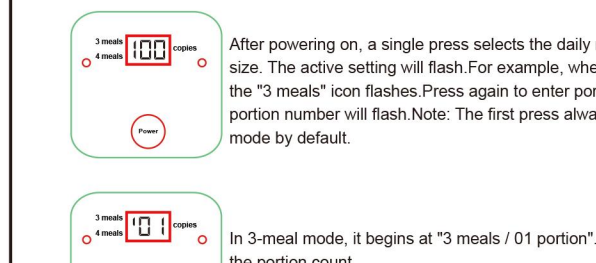 3 meals
4 meals
100
copies
Power
After powering on, a single press selects the daily
size. The active setting will flash.For example, whe
the "3 meals" icon flashes.Press again to enter por
portion number will flash.Note: The first press alwa
mode by default.
3 meals
4 meals
'01
copies
In 3-meal mode, it begins at "3 meals / 01 portion".
the portion count